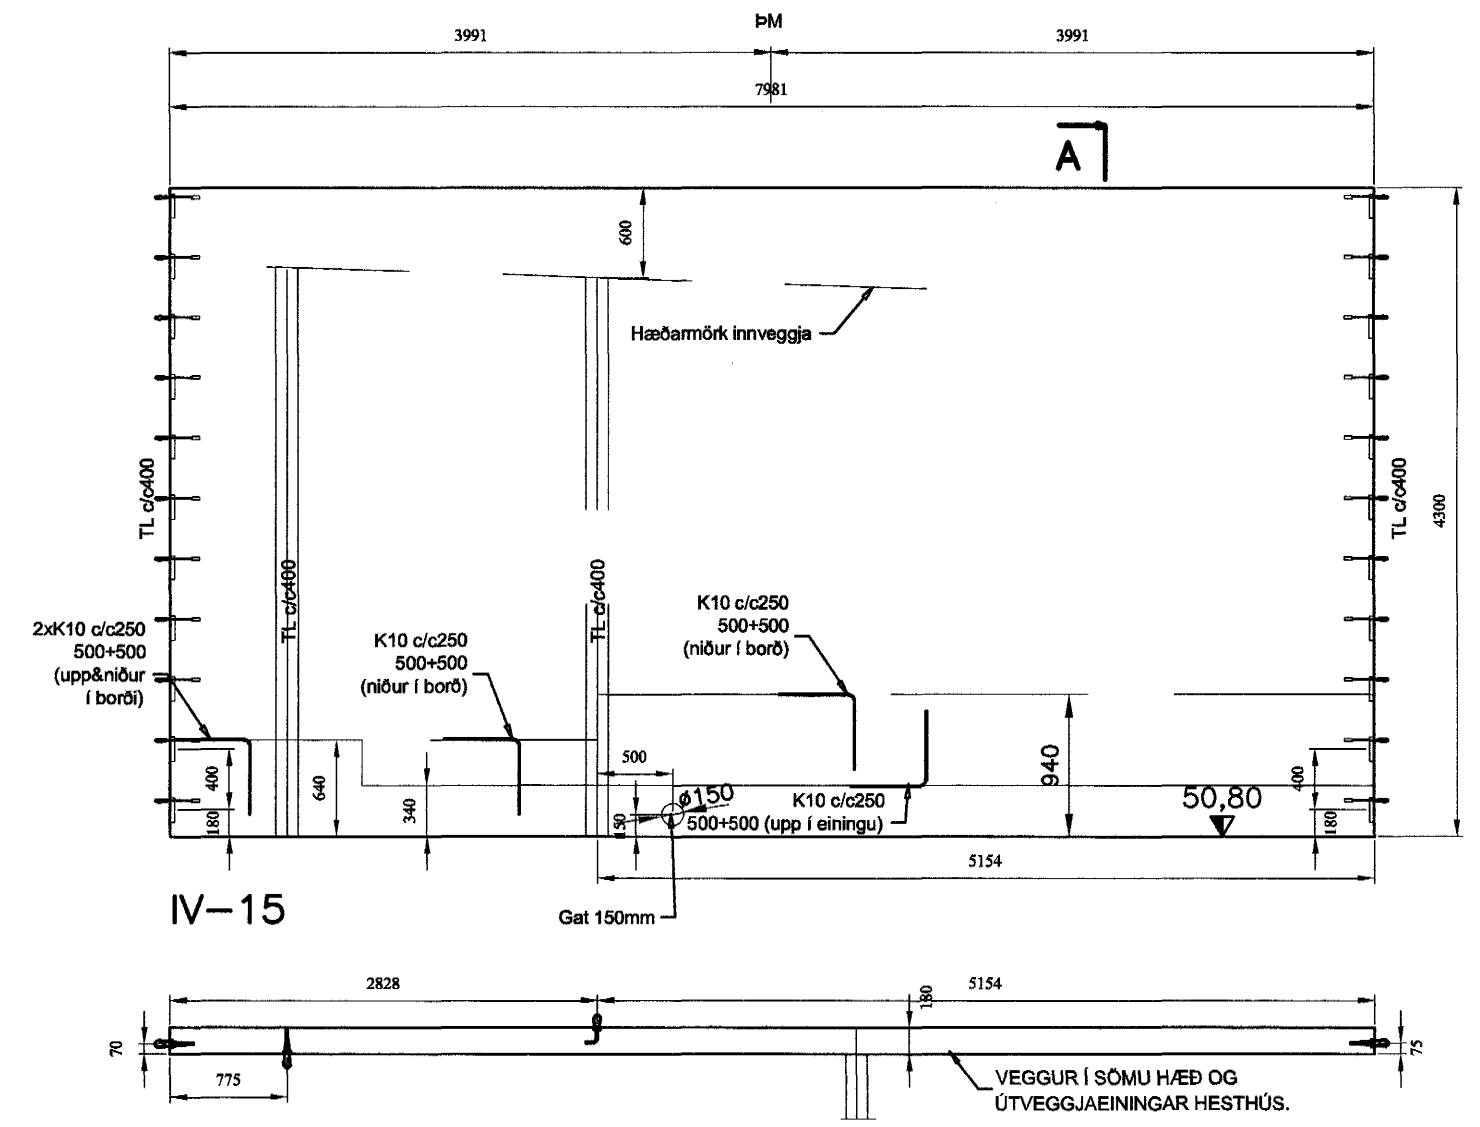 ÞM
3991
3991
7981
A
600
Hæðarmörk innveggja
TL c/c400
TL c/c400
4300
TL c/c400
TL c/c400
K10 c/c250
500+500
(niður í borð)
2xK10 c/c250
500+500
(upp&niður
í borði)
K10 c/c250
500+500
(niður í borð)
500
400
640
340
180
150
ø150
940
K10 c/c250
500+500 (upp í einingu)
50,80
400
180
5154
IV-15
Gat 150mm
2828
180
5154
70
775
75
VEGGUR Í SÖMU HÆÐ OG
ÚTVEGGJAEININGAR HESTHÚS.